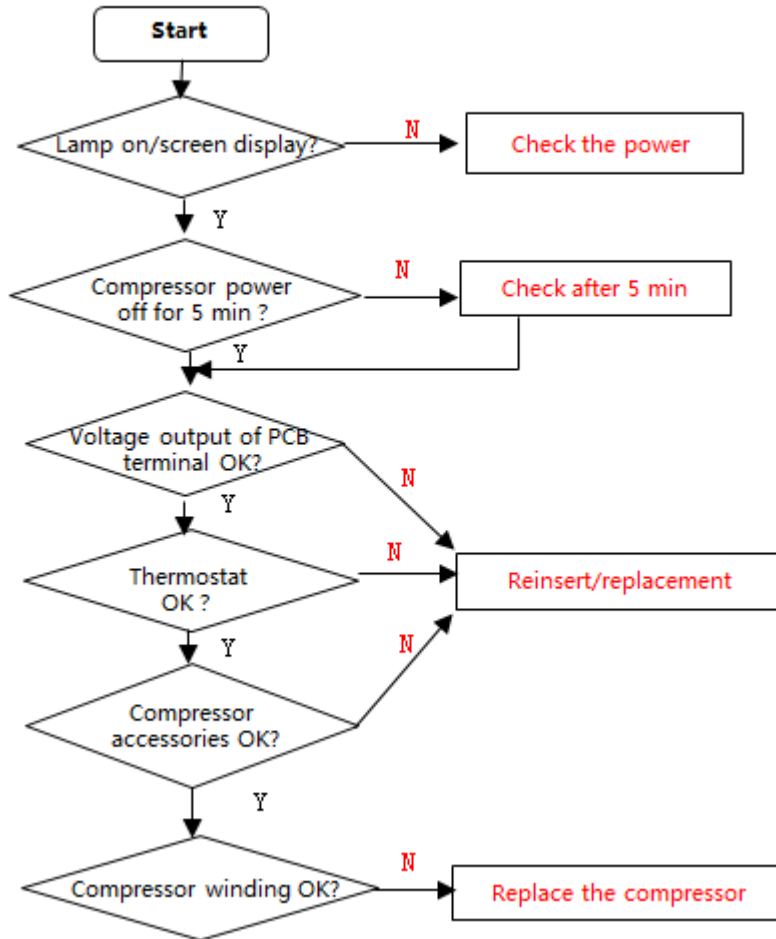 Start
Lamp on/screen display?
N
Check the power
Y
Compressor power
off for 5 min ?
N
Check after 5 min
Y
Voltage output of PCB
terminal OK?
N
Y
Thermostat
OK ?
N
Reinsert/replacement
Y
Compressor
accessories OK?
N
Y
Compressor winding OK?
N
Replace the compressor